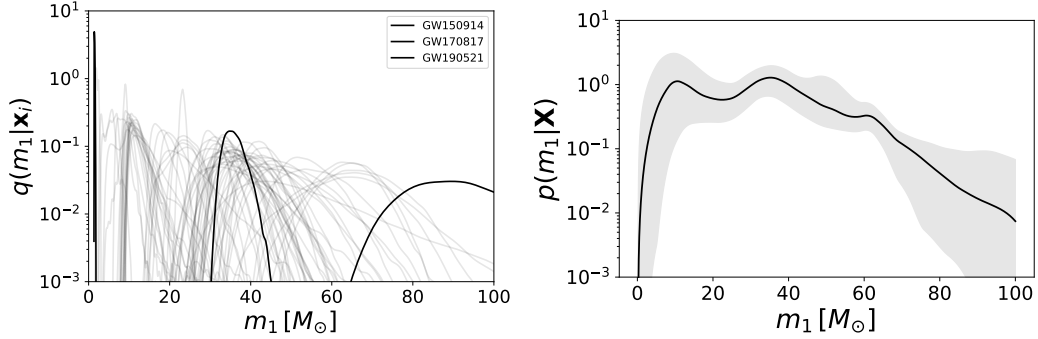 10^1
10^0
10^{-1}
10^{-2}
10^{-3}
q(m_1|𝐱_i)
GW150914
GW170817
GW190521
0 20 40 60 80 100
m_1 [M_⊙]
10^1
10^0
10^{-1}
10^{-2}
10^{-3}
p(m_1|𝐗)
0 20 40 60 80 100
m_1 [M_⊙]